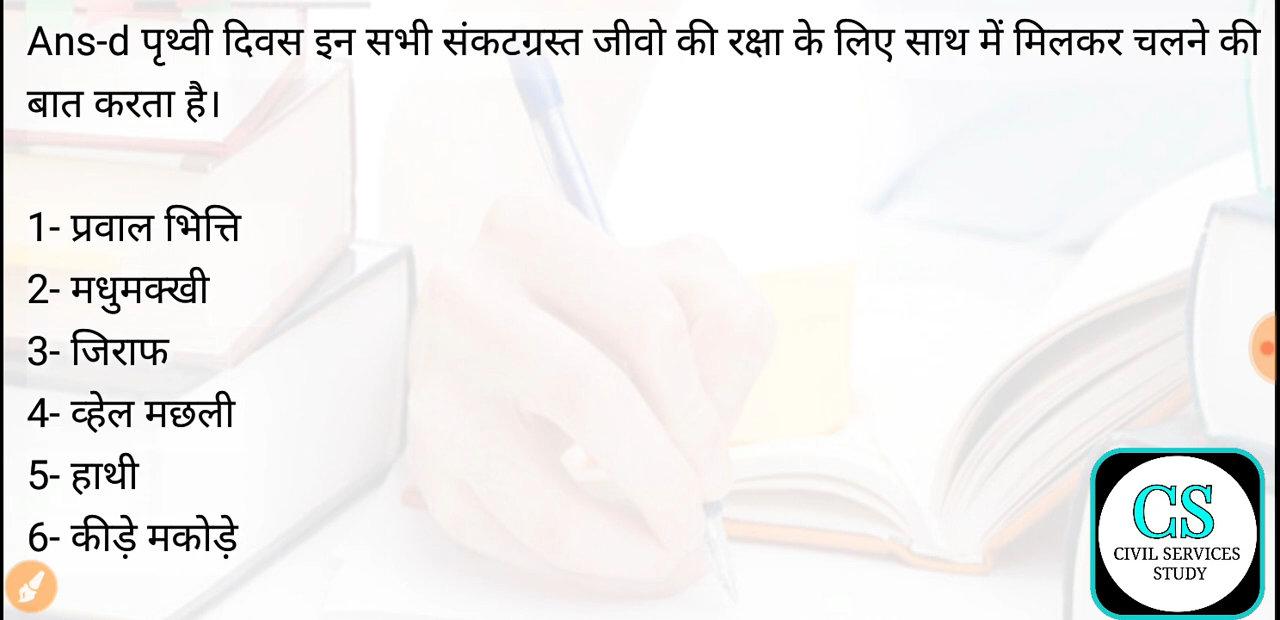 Ans-d पृथ्वी दिवस इन सभी संकटग्रस्त जीवो की रक्षा के लिए साथ में मिलकर चलने की
बात करता है।
1- प्रवाल भित्ति
2- मधुमक्खी
3- जिराफ
4- व्हेल मछली
5- हाथी
6- कीड़े मकोड़े
CS
CIVIL SERVICES
STUDY